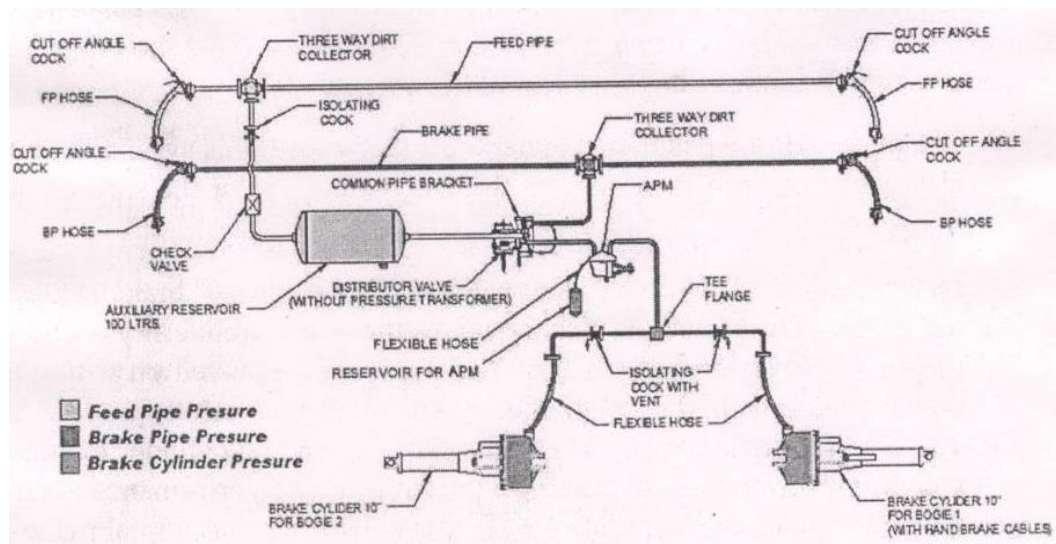 CUT OFF ANGLE
COCK
THREE WAY DIRT
COLLECTOR
FEED PIPE
CUT OFF ANGLE
COCK
FP HOSE
ISOLATING
COCK
FP HOSE
CUT OFF ANGLE
COCK
BRAKE PIPE
THREE WAY DIRT
COLLECTOR
CUT OFF ANGLE
COCK
COMMON PIPE BRACKET
APM
BP HOSE
BP HOSE
CHECK
VALVE
AUXILIARY RESERVOIR
100 LTRS.
DISTRIBUTOR VALVE
(WITHOUT PRESSURE TRANSFORMER)
TEE
FLANGE
FLEXIBLE HOSE
RESERVOIR FOR APM
ISOLATING
COCK WITH
VENT
FLEXIBLE HOSE
Feed Pipe Presure
Brake Pipe Presure
Brake Cylinder Presure
BRAKE CYLIDER 10"
FOR BOGIE 2
BRAKE CYLIDER 10"
FOR BOGIE 1
(WITH HAND BRAKE CABLES)